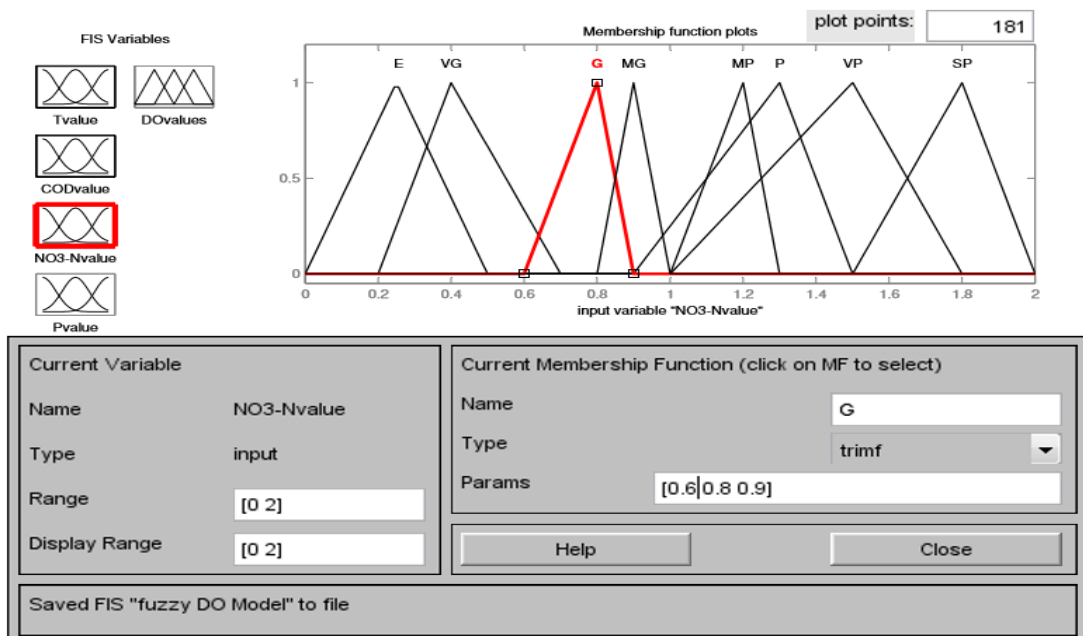 FIS Variables
Membership function plots
plot points:
181
E
VG
G
MG
MP
P
VP
SP
1
0.5
0
0
0.2
0.4
0.6
0.8
1
1.2
1.4
1.6
1.8
2
input variable "NO3-Nvalue"
Tvalue
DOvalues
CODvalue
NO3-Nvalue
Pvalue
Current Variable
Name
NO3-Nvalue
Type
input
Range
[0 2]
Display Range
[0 2]
Current Membership Function (click on MF to select)
Name
G
Type
trimf
Params
[0.6 0.8 0.9]
Help
Close
Saved FIS "fuzzy DO Model" to file